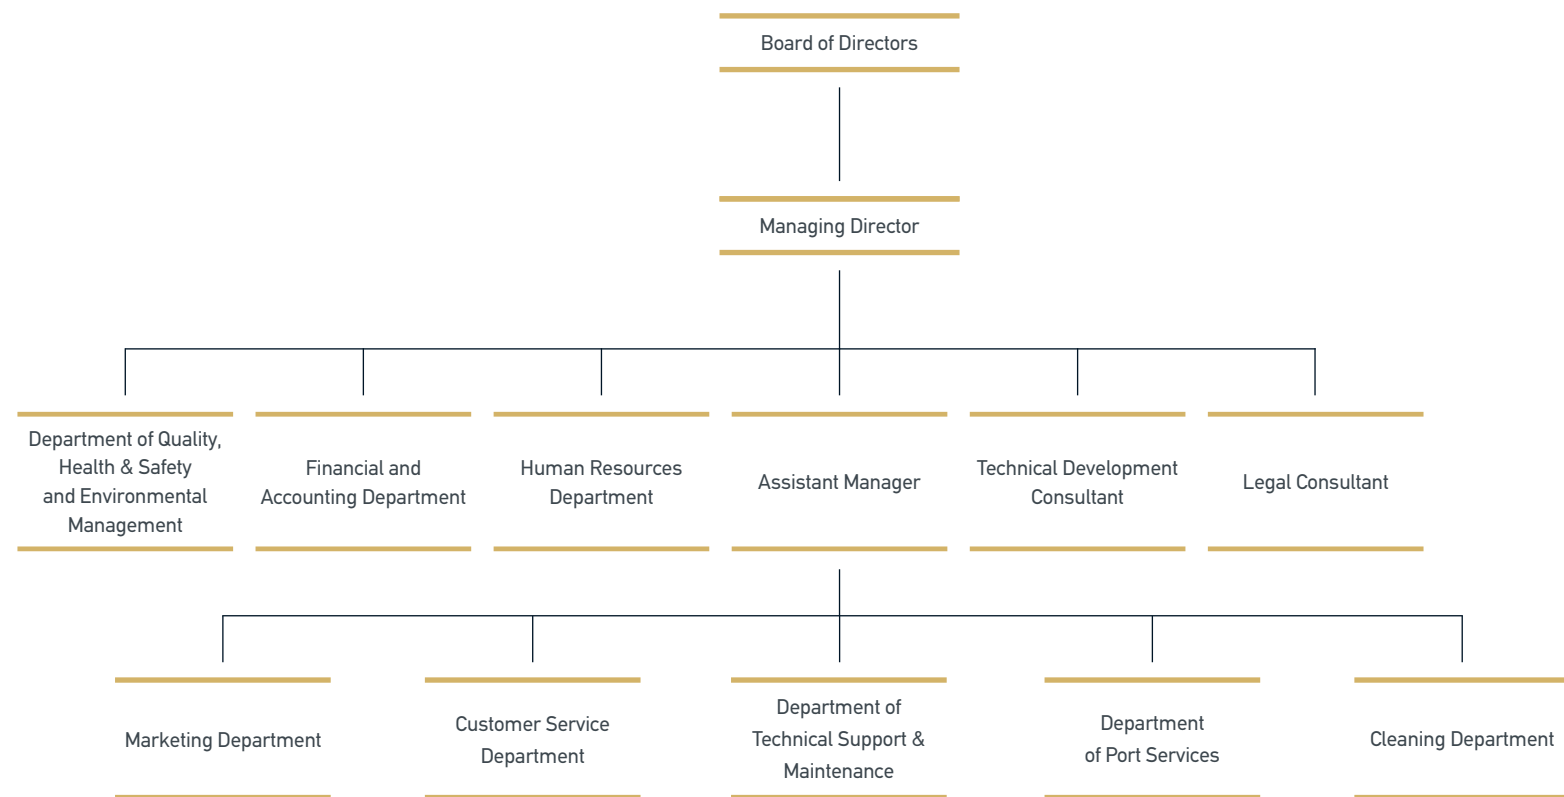 Board of Directors
Managing Director
Department of Quality,
Health & Safety
and Environmental
Management
Financial and
Accounting Department
Human Resources
Department
Assistant Manager
Technical Development
Consultant
Legal Consultant
Marketing Department
Customer Service
Department
Department of
Technical Support &
Maintenance
Department
of Port Services
Cleaning Department